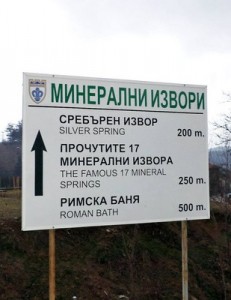 МИНЕРАЛНИ ИЗВОРИ
СРЕБЪРЕН ИЗВОР
SILVER SPRING 200 m.
ПРОЧУТИТЕ 17
МИНЕРАЛНИ ИЗВОРА
THE FAMOUS 17 MINERAL
SPRINGS 250 m.
РИМСКА БАНЯ
ROMAN BATH 500 m.